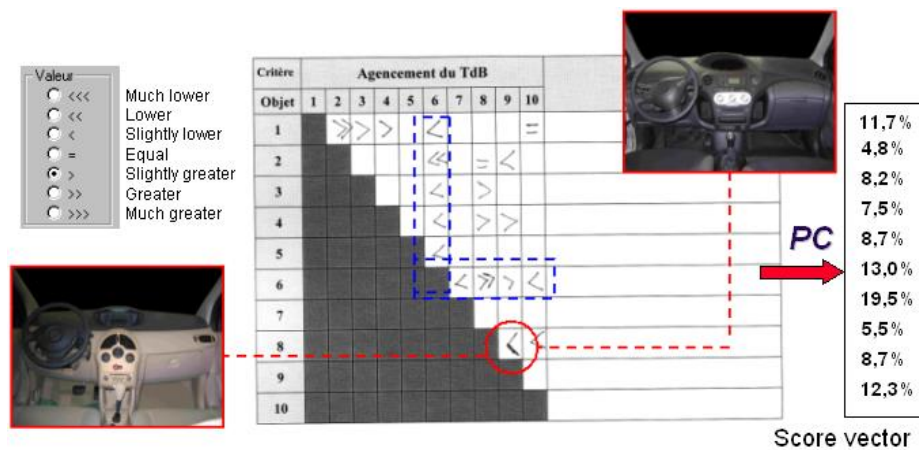 Valeur
<<< Much lower
<< Lower
< Slightly lower
= Equal
> Slightly greater
>> Greater
>>> Much greater
Critère Agencement du TdB
Objet 1 2 3 4 5 6 7 8 9 10
1 >> > > < =
2 << = <
3 < >
4 < > >
5 <
6 < >> > <
7
8 < <
9
10
PC
11,7%
4,8%
8,2%
7,5%
8,7%
13,0%
19,5%
5,5%
8,7%
12,3%
Score vector